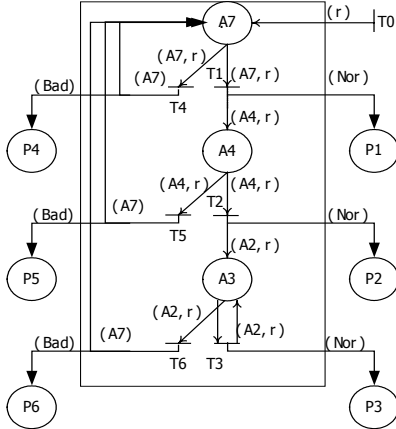 (r)
A7
T0
(A7, r)
(Bad)
(A7)
T1
(A7, r)
(Nor)
T4
(A4, r)
P4
A4
P1
(A4, r)
(A4, r)
(Bad)
(A7)
T2
(Nor)
T5
(A2, r)
P5
A3
P2
(A2, r)
(A2, r)
(Bad)
(A7)
(Nor)
T6
T3
P6
P3